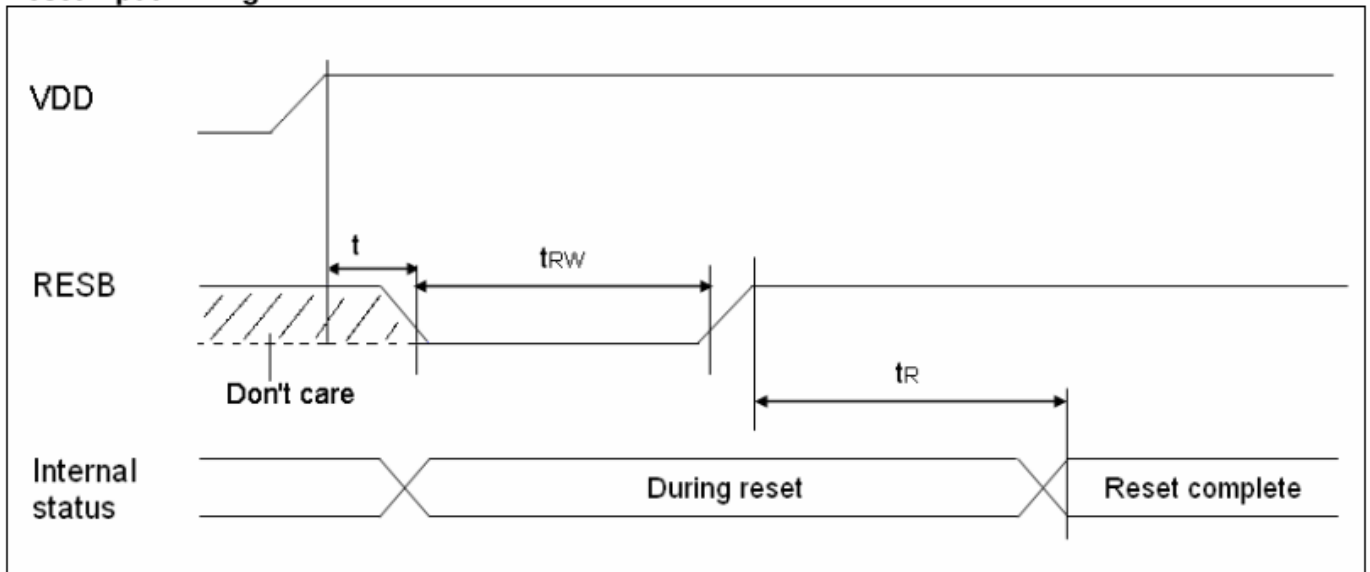 VDD
t
tRW
RESB
Don't care
tR
Internal
status
During reset
Reset complete